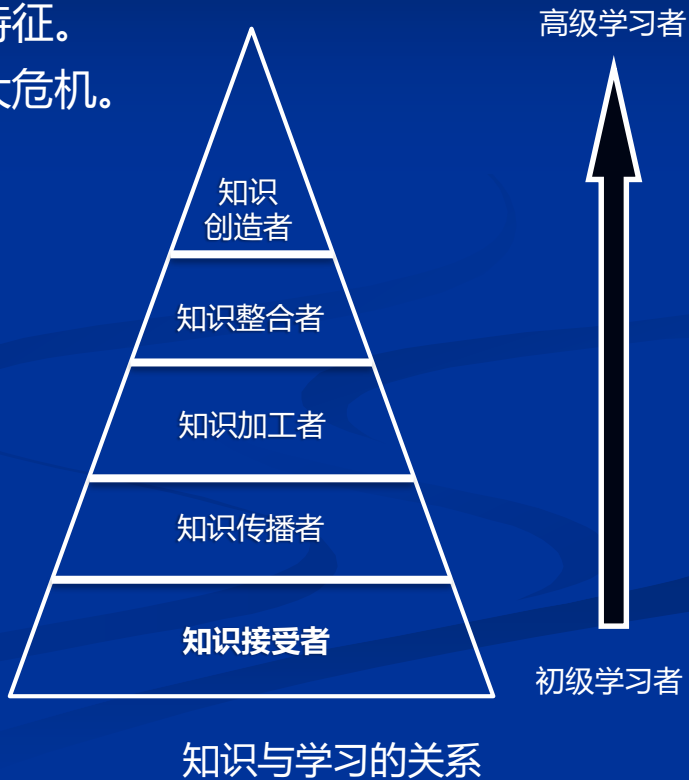 特征。
大危机。
高级学习者
知识
创造者
知识整合者
知识加工者
知识传播者
知识接受者
初级学习者
知识与学习的关系